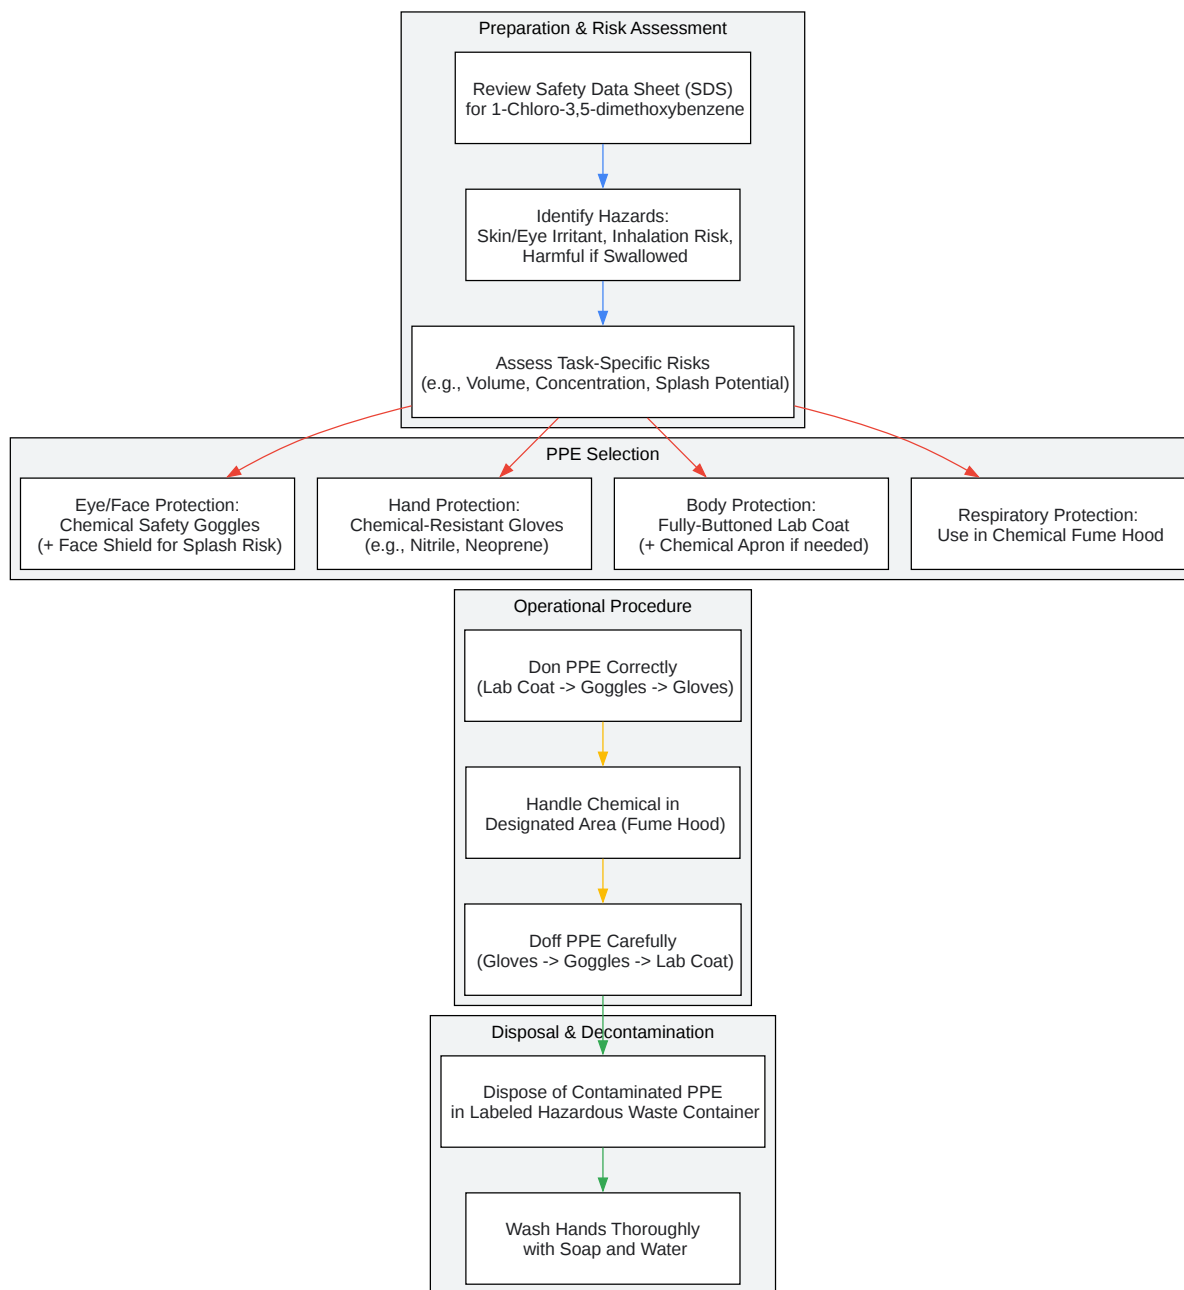 Preparation & Risk Assessment
Review Safety Data Sheet (SDS)
for 1-Chloro-3,5-dimethoxybenzene
Identify Hazards:
Skin/Eye Irritant, Inhalation Risk,
Harmful if Swallowed
Assess Task-Specific Risks
(e.g., Volume, Concentration, Splash Potential)
PPE Selection
Eye/Face Protection:
Chemical Safety Goggles
(+ Face Shield for Splash Risk)
Hand Protection:
Chemical-Resistant Gloves
(e.g., Nitrile, Neoprene)
Body Protection:
Fully-Buttoned Lab Coat
(+ Chemical Apron if needed)
Respiratory Protection:
Use in Chemical Fume Hood
Operational Procedure
Don PPE Correctly
(Lab Coat -> Goggles -> Gloves)
Handle Chemical in
Designated Area (Fume Hood)
Doff PPE Carefully
(Gloves -> Goggles -> Lab Coat)
Disposal & Decontamination
Dispose of Contaminated PPE
in Labeled Hazardous Waste Container
Wash Hands Thoroughly
with Soap and Water